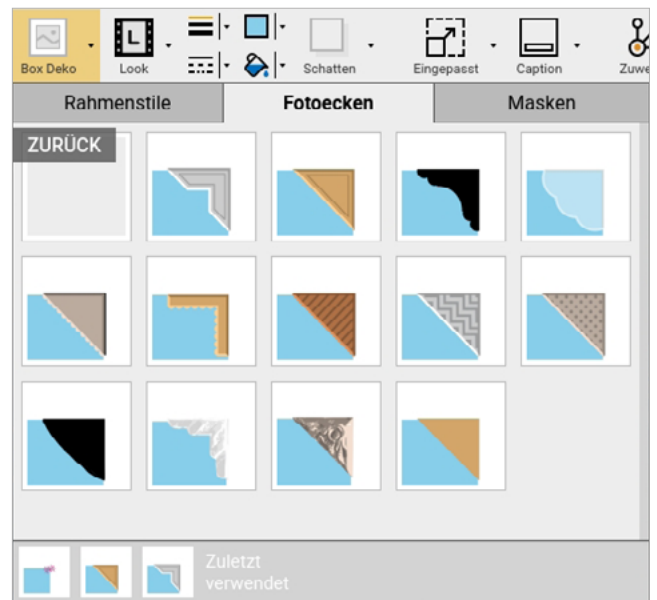 Box Deko
L
Look
Schatten
Eingepasst
Caption
Zuwe
Rahmenstile
Fotoecken
Masken
ZURÜCK
Zuletzt
verwendet